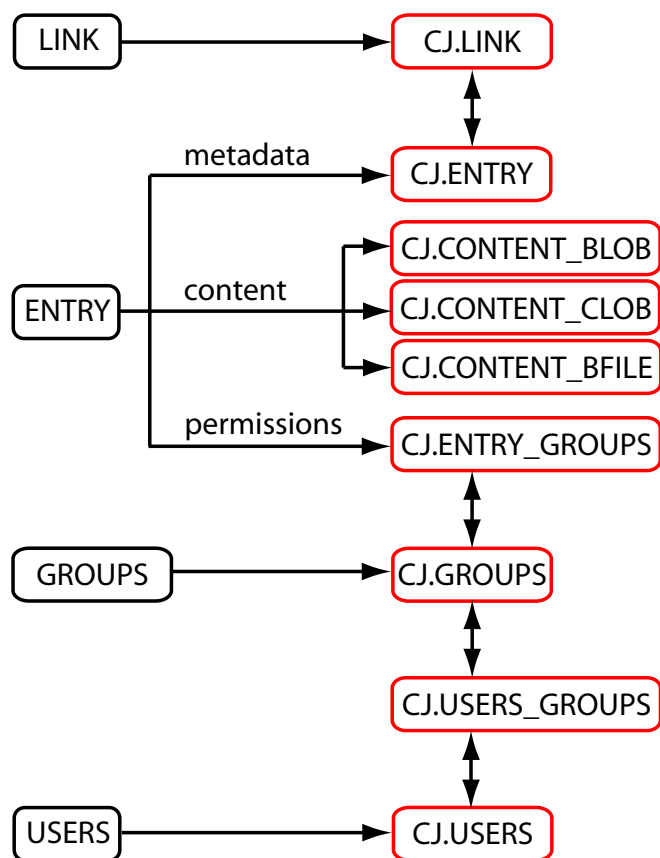 LINK
CJ.LINK
metadata
CJ.ENTRY
CJ.CONTENT_BLOB
ENTRY
content
CJ.CONTENT_CLOB
CJ.CONTENT_BFILE
permissions
CJ.ENTRY_GROUPS
GROUPS
CJ.GROUPS
CJ.USERS_GROUPS
USERS
CJ.USERS